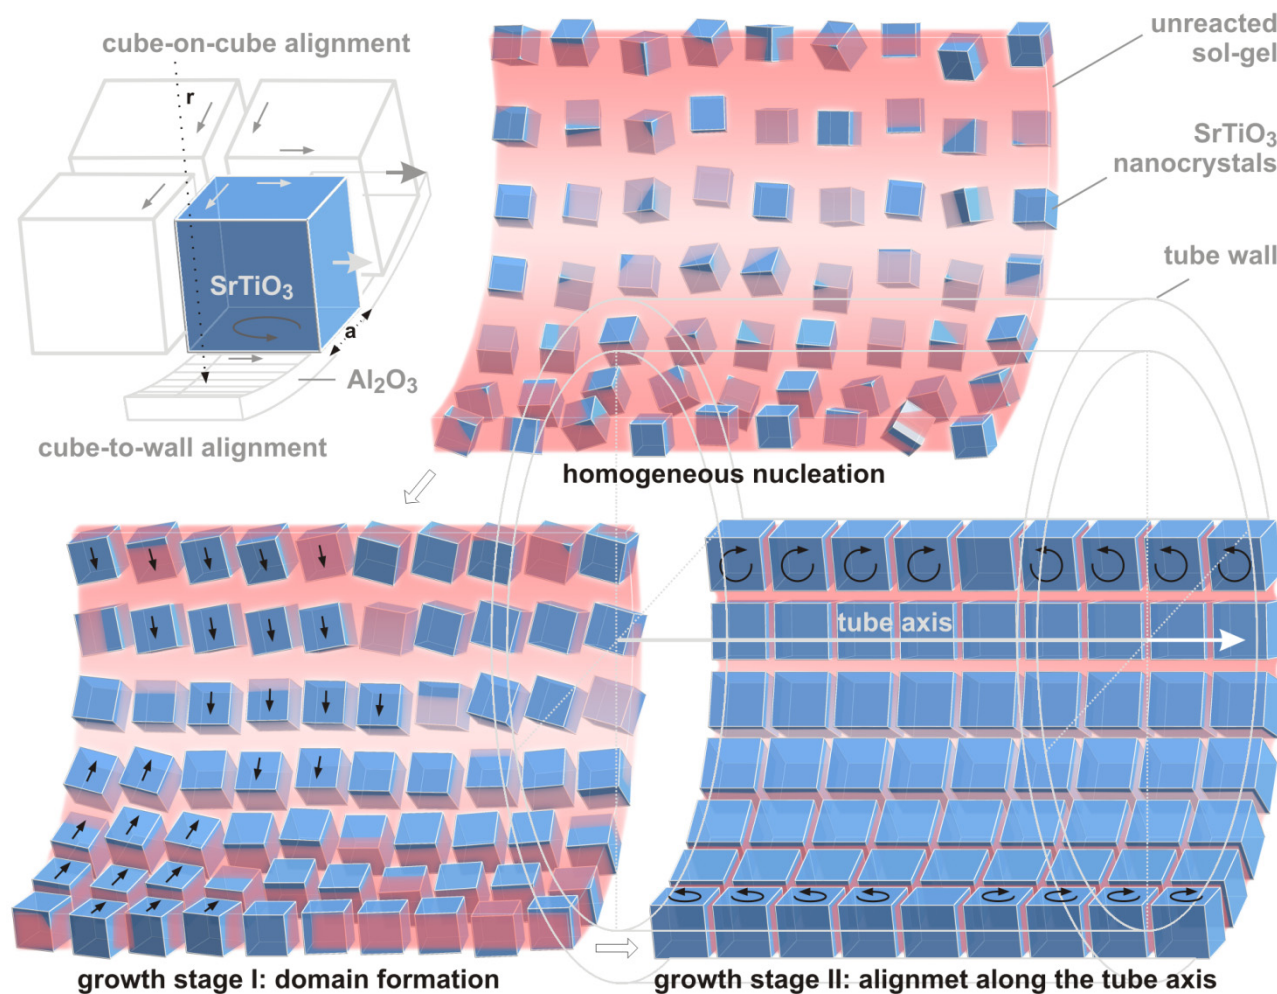 cube-on-cube alignment
r
SrTiO₃
a
Al₂O₃
cube-to-wall alignment
unreacted
sol-gel
SrTiO₃
nanocrystals
tube wall
homogeneous nucleation
tube axis
growth stage I: domain formation
growth stage II: alignmet along the tube axis